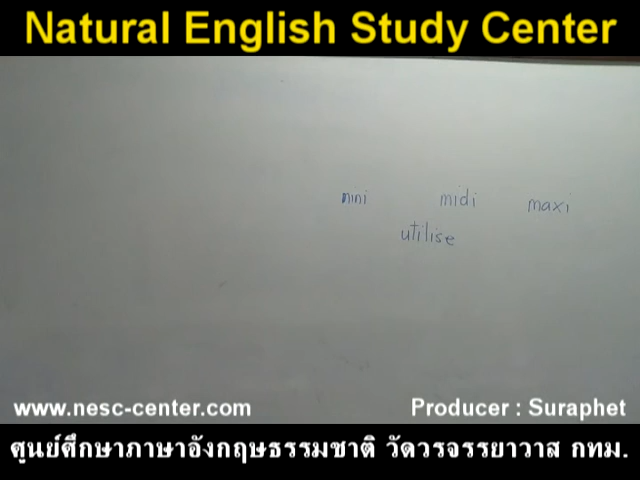 Natural English Study Center
mini midi maxi
utilise
www.nesc-center.com Producer : Suraphet
ศูนย์ศึกษาภาษาอังกฤษธรรมชาติ วัดวรจรรยาวาส กทม.